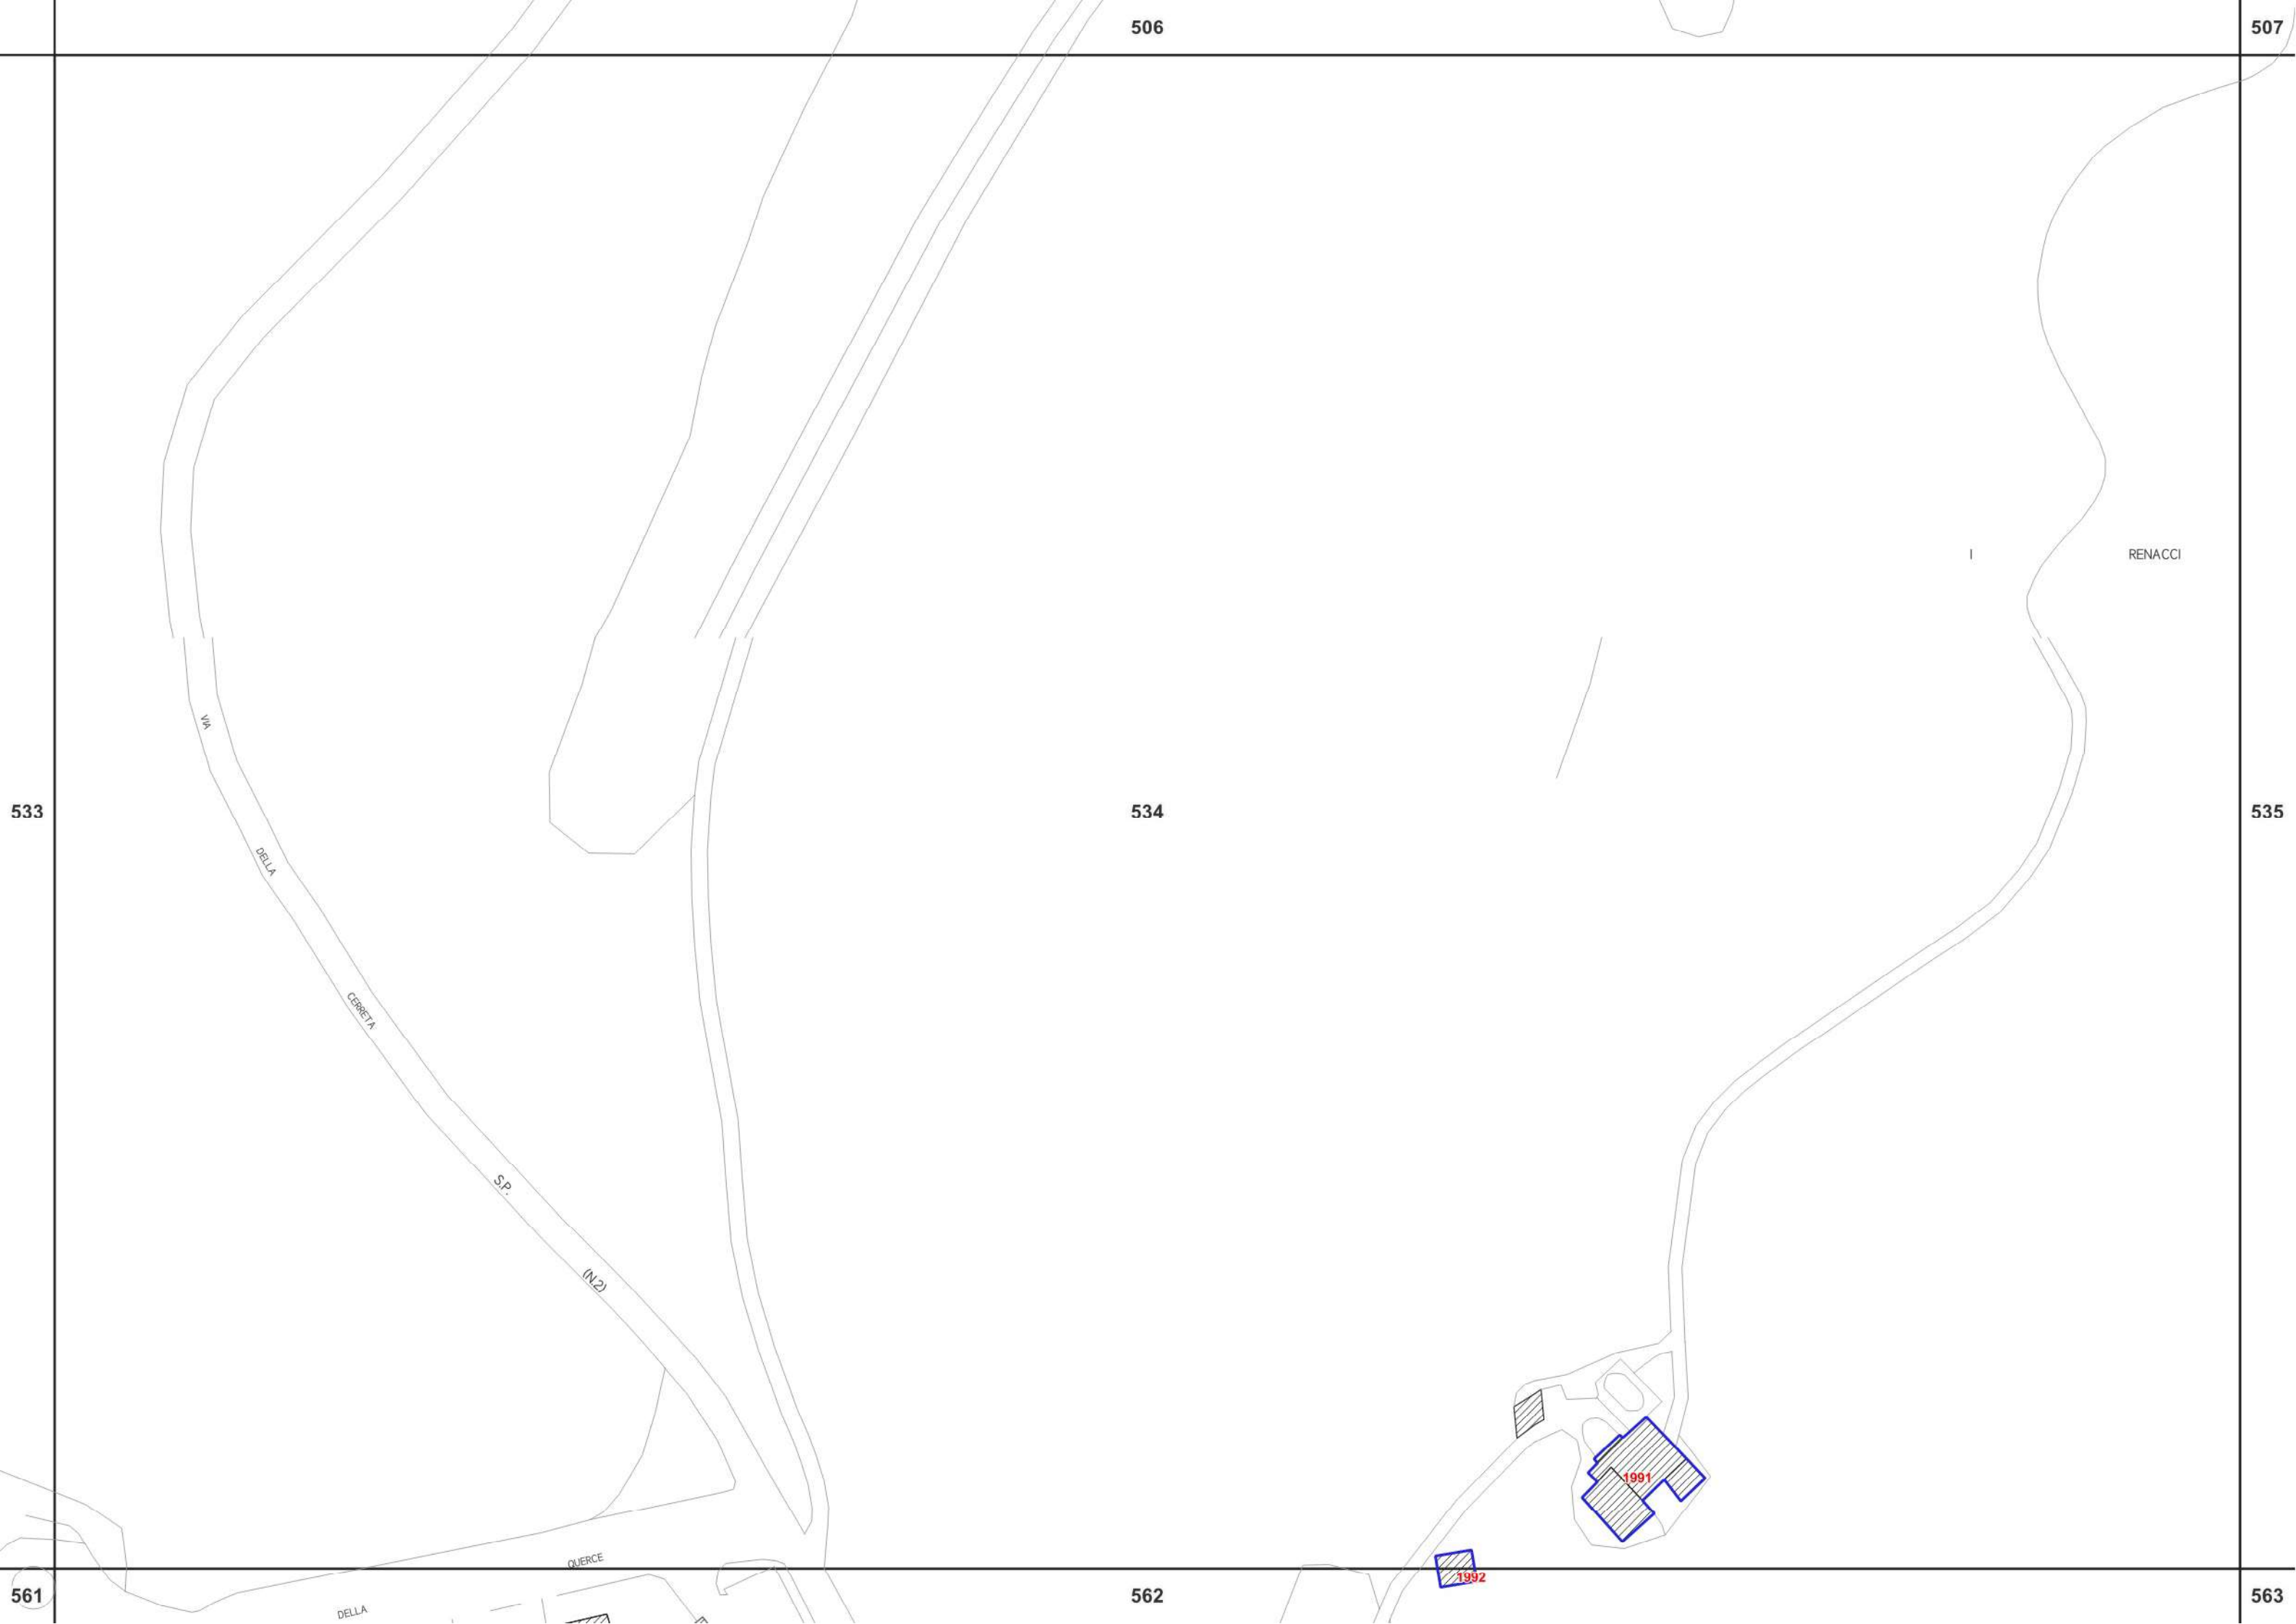 506
507
I RENACCI
VIA
533
534
535
DELLA
CERRETA
S.P.
(N.2)
1991
QUERCE
1992
561
562
563
DELLA